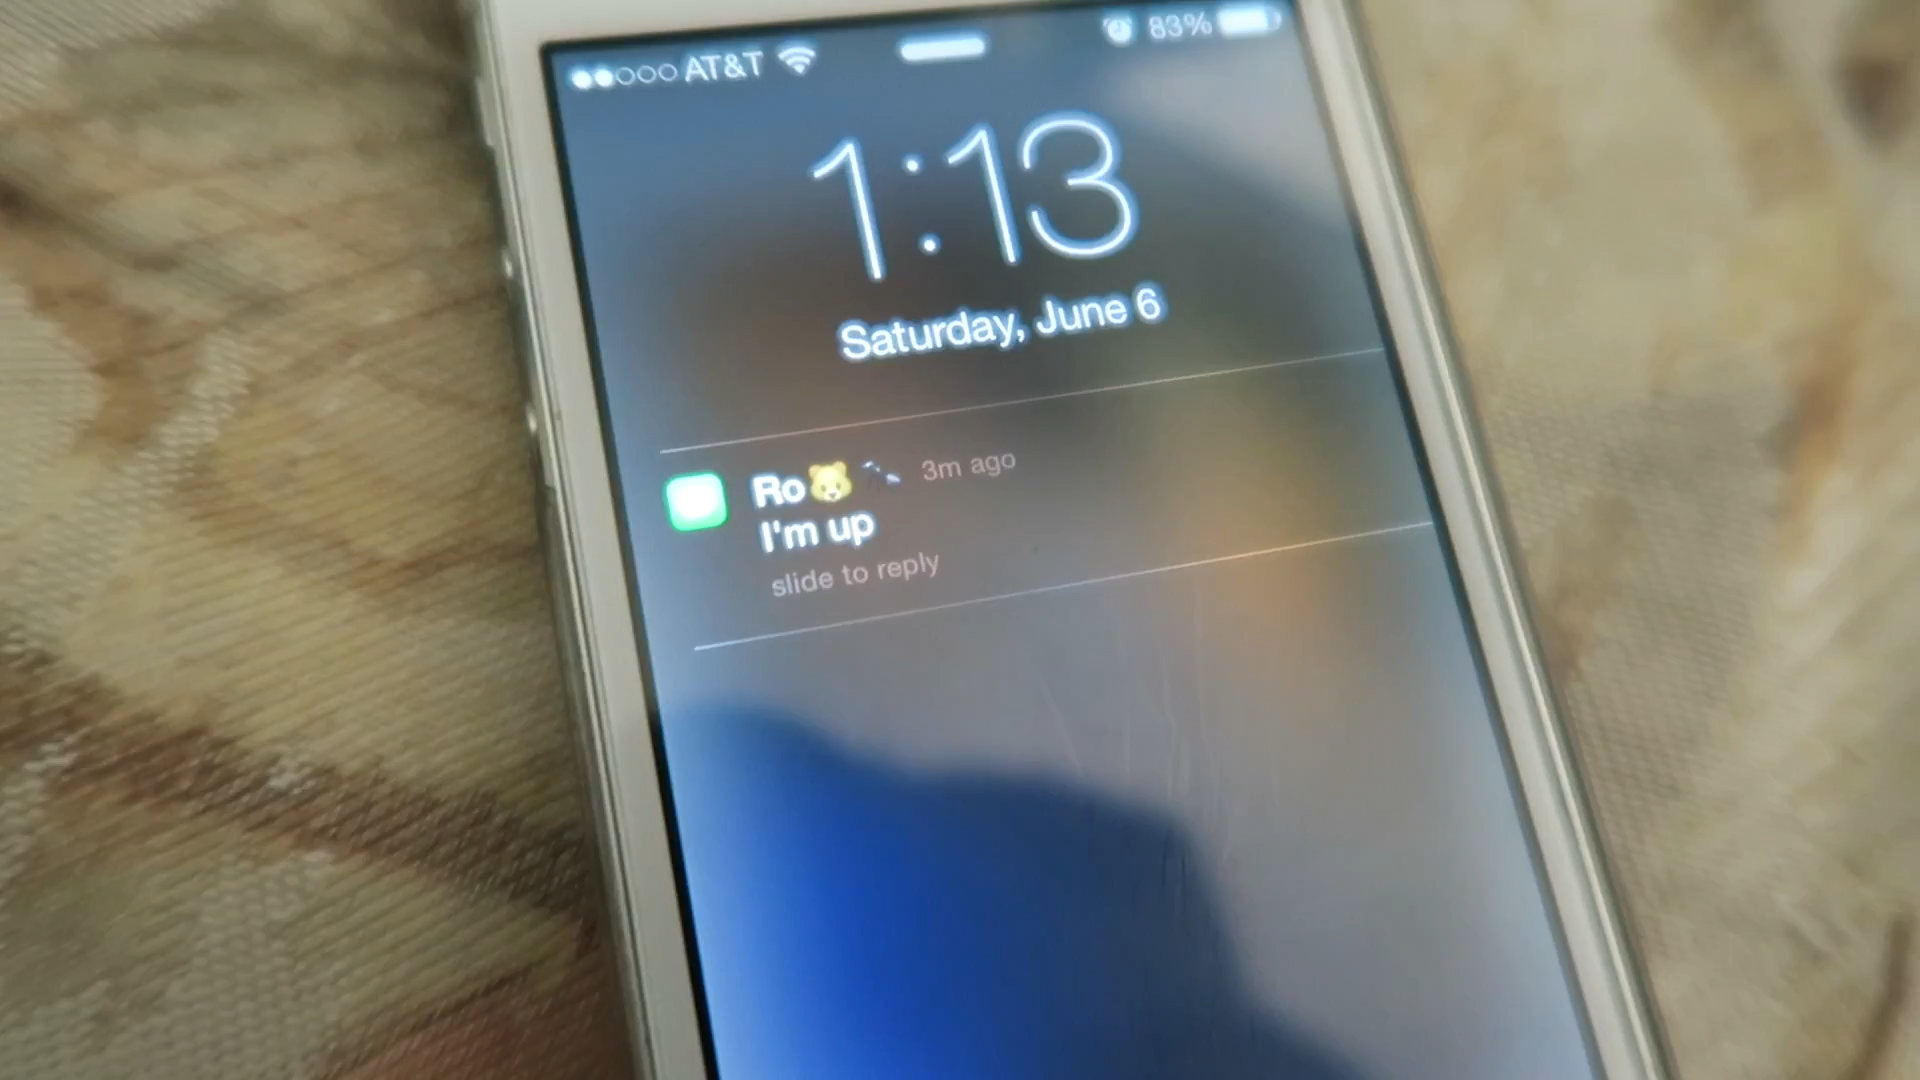 AT&T 83%
1:13
Saturday, June 6
Ro🐻🔫 3m ago
I'm up
slide to reply